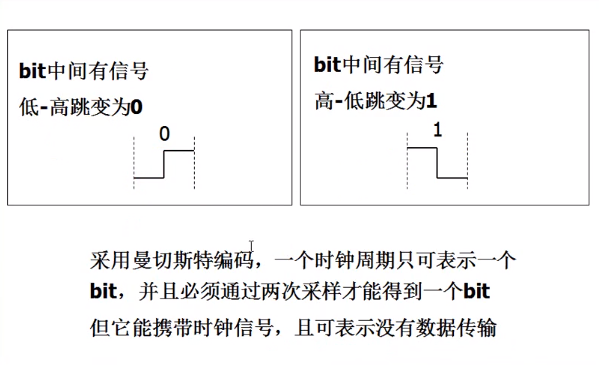 bit中间有信号
低-高跳变为0
0
bit中间有信号
高-低跳变为1
1
采用曼切斯特编码，一个时钟周期只可表示一个
bit，并且必须通过两次采样才能得到一个bit
但它能携带时钟信号，且可表示没有数据传输